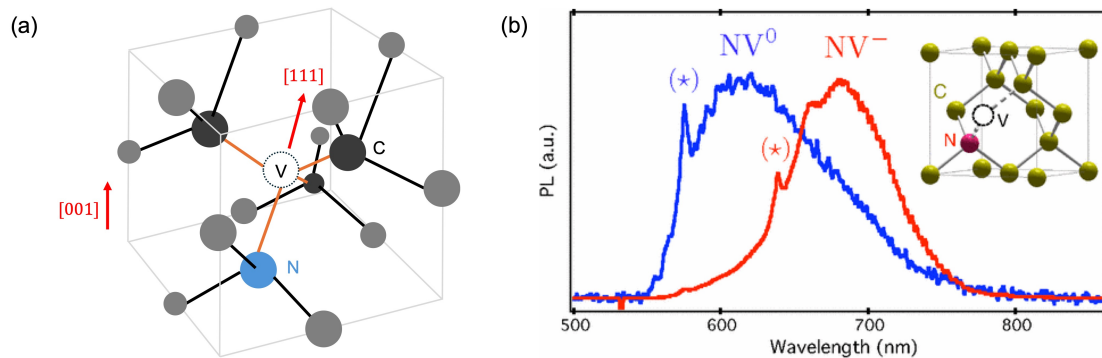 (a)
[111]
V
C
[001]
N
(b)
NV⁰
NV⁻
(*)
(*)
C
V
N
PL (a.u.)
500
600
700
800
Wavelength (nm)